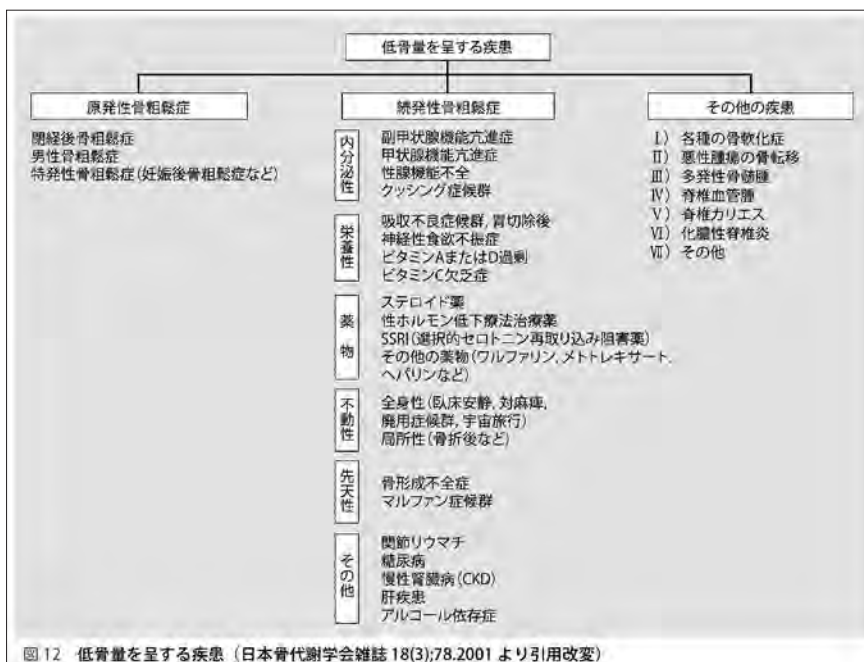 低骨量を呈する疾患
原発性骨粗鬆症
閉経後骨粗鬆症
男性骨粗鬆症
特発性骨粗鬆症(妊娠後骨粗鬆症など)
続発性骨粗鬆症
内分泌性
副甲状腺機能亢進症
甲状腺機能亢進症
性腺機能不全
クッシング症候群
栄養性
吸収不良症候群, 胃切除後
神経性食欲不振症
ビタミンAまたはD過剰
ビタミンC欠乏症
薬物
ステロイド薬
性ホルモン低下療法治療薬
SSRI(選択的セロトニン再取り込み阻害薬)
その他の薬物(ワルファリン, メトトレキサート,
ヘパリンなど)
不動性
全身性(臥床安静, 対麻痺,
廃用症候群, 宇宙旅行)
局所性(骨折後など)
先天性
骨形成不全症
マルファン症候群
その他
関節リウマチ
糖尿病
慢性腎臓病(CKD)
肝疾患
アルコール依存症
その他の疾患
Ⅰ) 各種の骨軟化症
Ⅱ) 悪性腫瘍の骨転移
Ⅲ) 多発性骨髄腫
Ⅳ) 脊椎血管腫
Ⅴ) 脊椎カリエス
Ⅵ) 化膿性脊椎炎
Ⅶ) その他
図12 低骨量を呈する疾患(日本骨代謝学会雑誌 18(3);78.2001 より引用改変)